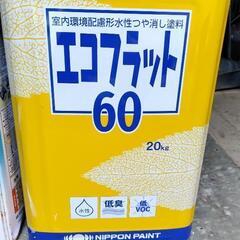 室内環境配慮形水性つや消し塗料
エコフラット
60
20kg
水性
低臭
低VOC
NIPPON PAINT